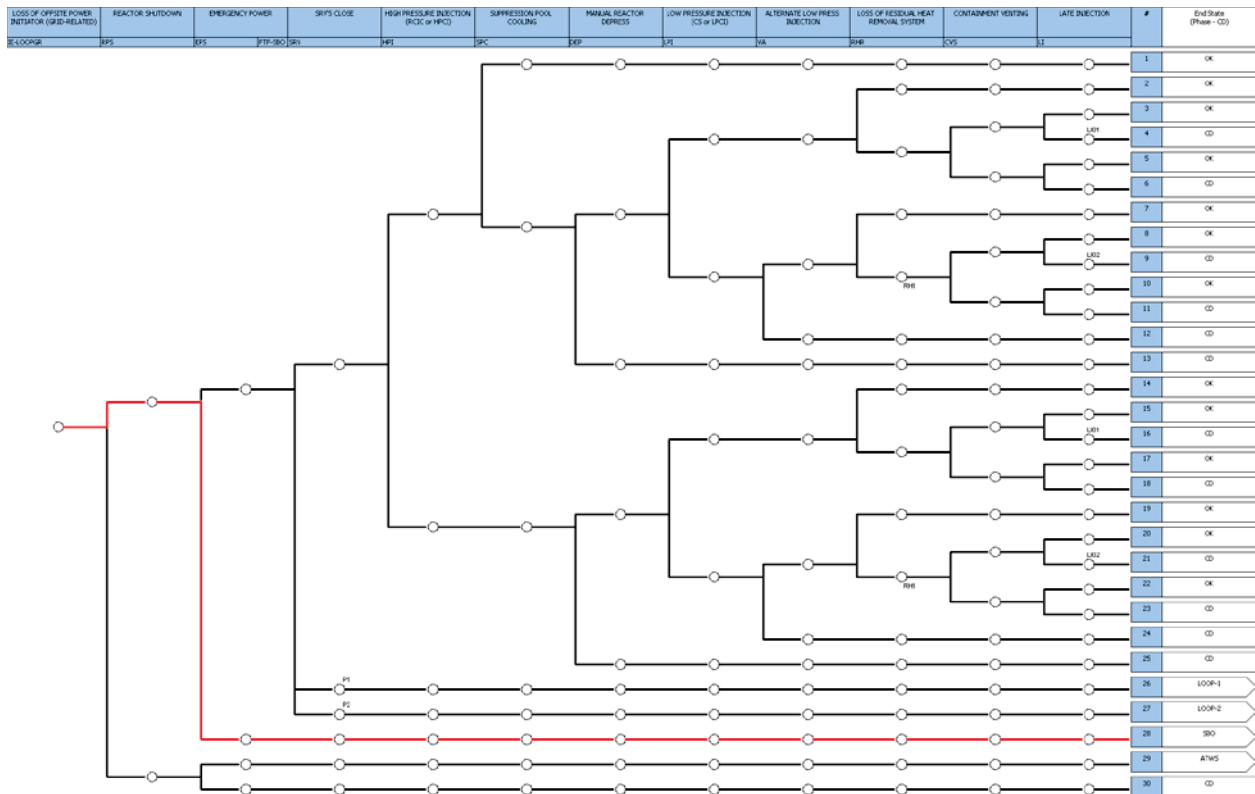 LOSS OF OFFSITE POWER INITIATOR (GRID-RELATED)
REACTOR SHUTDOWN
EMERGENCY POWER
SRV'S CLOSE
HIGH PRESSURE INJECTION (RCIC or HPCI)
SUPPRESSION POOL COOLING
MANUAL REACTOR DEPRESS
LOW PRESSURE INJECTION (CS or LPCI)
ALTERNATE LOW PRESS INJECTION
LOSS OF RESIDUAL HEAT REMOVAL SYSTEM
CONTAINMENT VENTING
LATE INJECTION
#
End State (Phase - CD)
IE-LOOPGR
RPS
EPS
FTF-SBO
SRV
HPI
SPC
DEP
LPI
VA
RHR
CVS
LI
1 OK
2 OK
3 OK
LI01
4 CD
5 OK
6 CD
7 OK
8 OK
LI02
9 CD
RH1
10 OK
11 CD
12 CD
13 CD
14 OK
15 OK
LI01
16 CD
17 OK
18 CD
19 OK
20 OK
LI02
21 CD
RH1
22 OK
23 CD
24 CD
25 CD
P1
26 LOOP-1
P2
27 LOOP-2
28 SBO
29 ATWS
30 CD